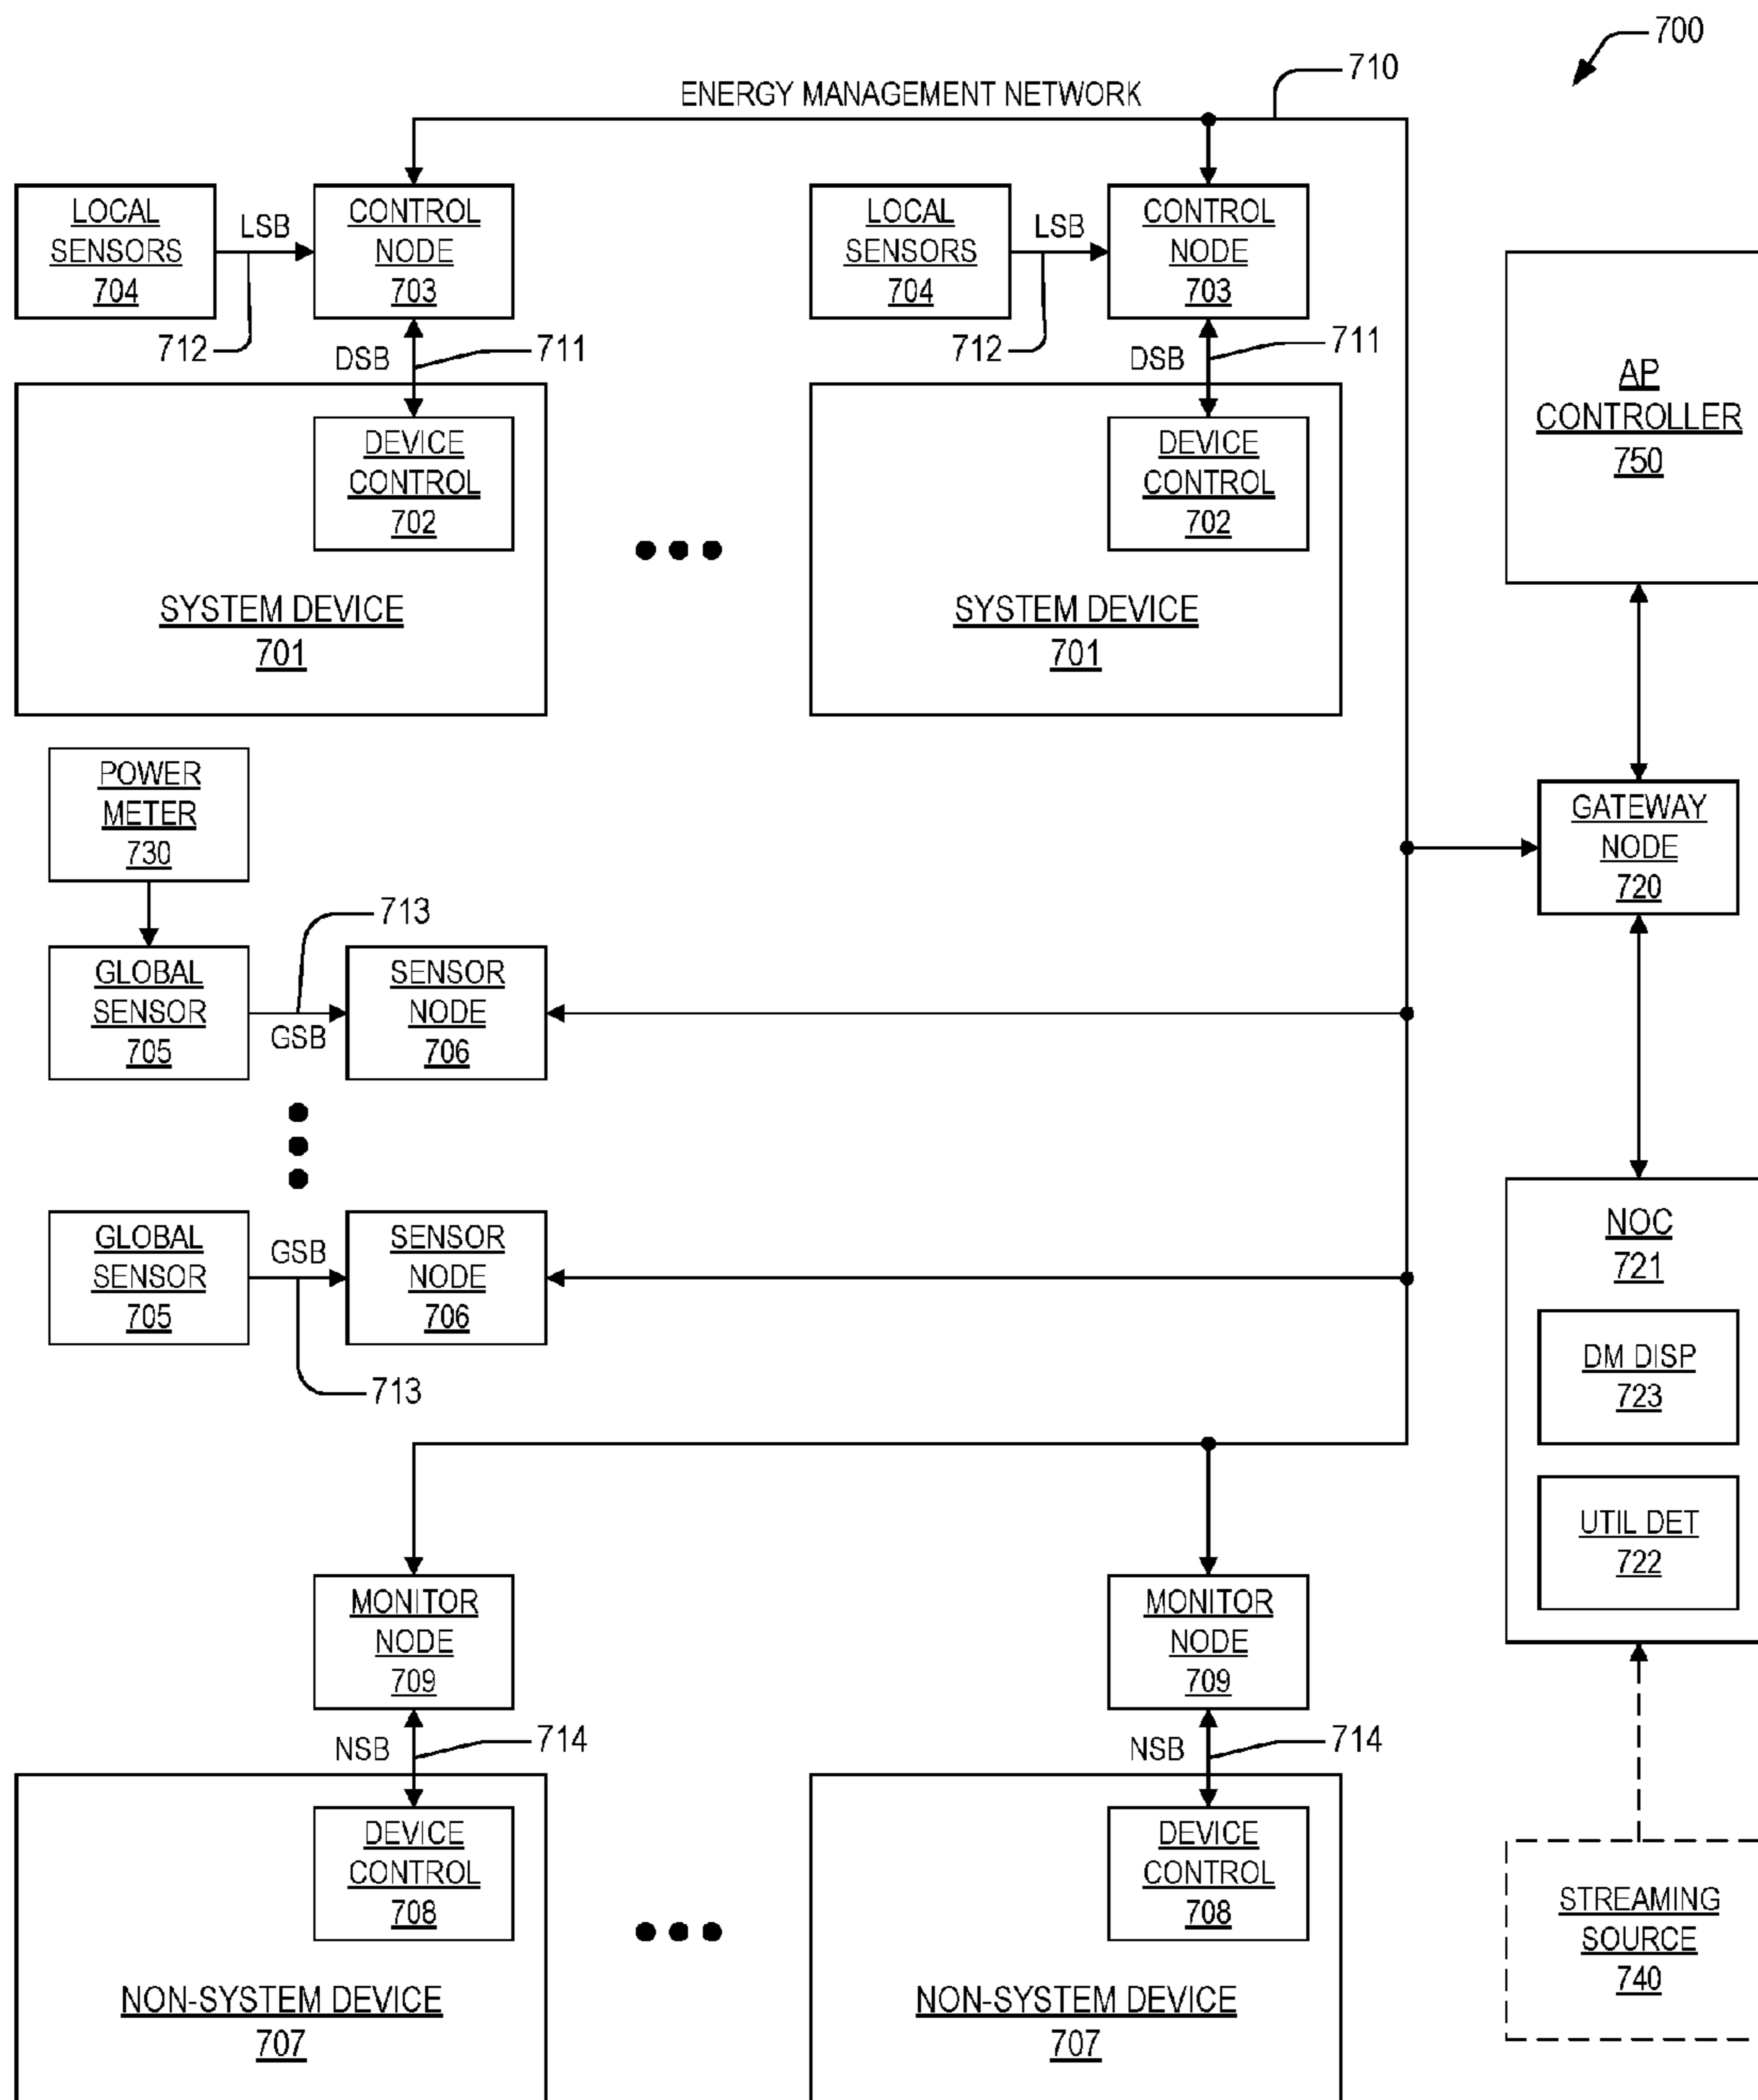 700
710
ENERGY MANAGEMENT NETWORK
LOCAL
SENSORS
704
LSB
712
CONTROL
NODE
703
DSB
711
DEVICE
CONTROL
702
SYSTEM DEVICE
701
LOCAL
SENSORS
704
LSB
712
CONTROL
NODE
703
DSB
711
DEVICE
CONTROL
702
SYSTEM DEVICE
701
AP
CONTROLLER
750
POWER
METER
730
GATEWAY
NODE
720
713
GLOBAL
SENSOR
705
GSB
SENSOR
NODE
706
GLOBAL
SENSOR
705
GSB
713
SENSOR
NODE
706
NOC
721
DM DISP
723
UTIL DET
722
MONITOR
NODE
709
NSB
714
DEVICE
CONTROL
708
NON-SYSTEM DEVICE
707
MONITOR
NODE
709
NSB
714
DEVICE
CONTROL
708
NON-SYSTEM DEVICE
707
STREAMING
SOURCE
740